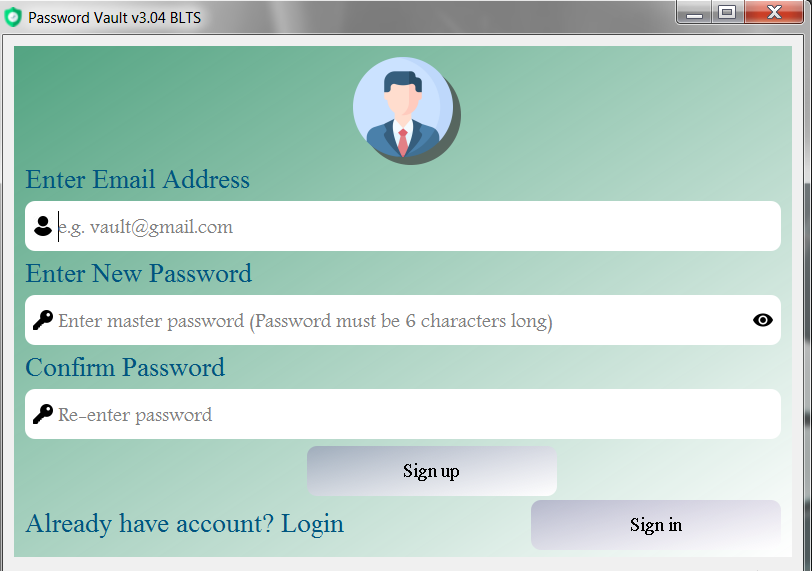 Password Vault v3.04 BLTS
Enter Email Address
e.g. vault@gmail.com
Enter New Password
Enter master password (Password must be 6 characters long)
Confirm Password
Re-enter password
Sign up
Already have account? Login
Sign in